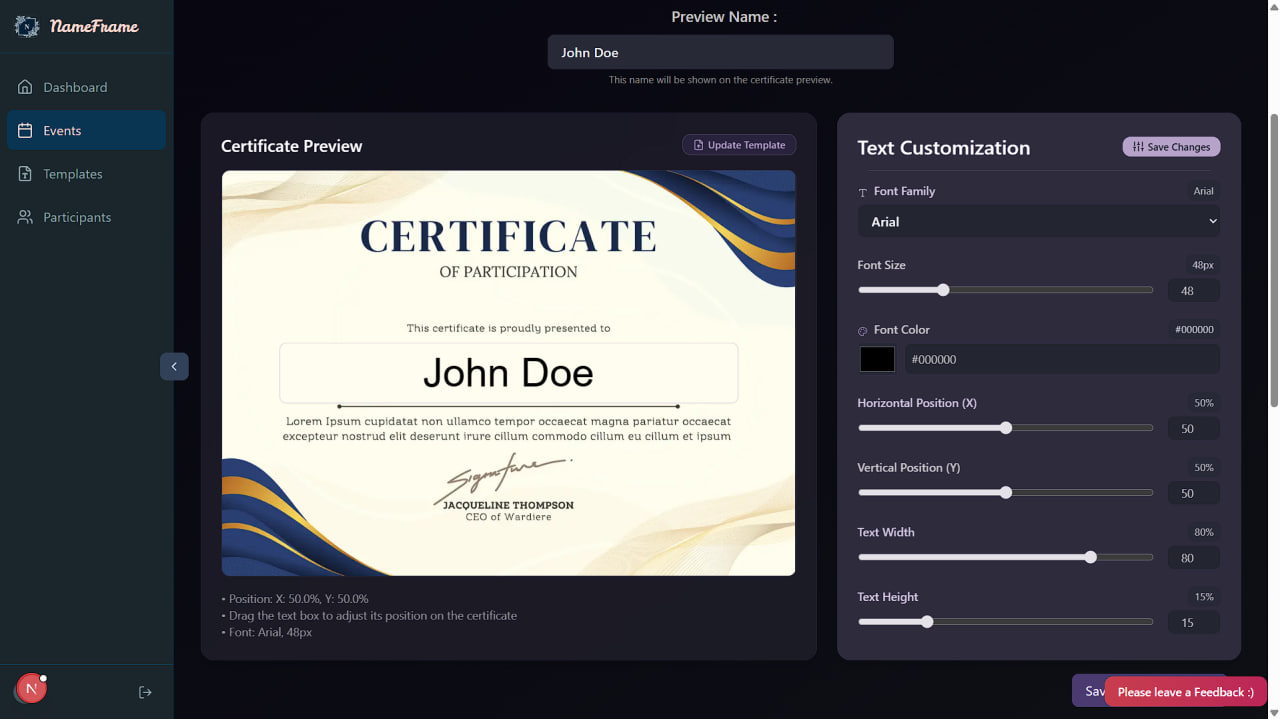 NameFrame
Dashboard
Events
Templates
Participants
N
Preview Name :
John Doe
This name will be shown on the certificate preview.
Certificate Preview
Update Template
CERTIFICATE
OF PARTICIPATION
This certificate is proudly presented to
John Doe
Lorem Ipsum cupidatat non ullamco tempor occaecat magna pariatur occaecat
excepteur nostrud elit deserunt irure cillum commodo cillum eu cillum et ipsum
Signature
JACQUELINE THOMPSON
CEO of Wardiere
• Position: X: 50.0%, Y: 50.0%
• Drag the text box to adjust its position on the certificate
• Font: Arial, 48px
Text Customization
Save Changes
Font Family Arial
Arial
Font Size 48px
48
Font Color #000000
#000000
Horizontal Position (X) 50%
50
Vertical Position (Y) 50%
50
Text Width 80%
80
Text Height 15%
15
Please leave a Feedback :)